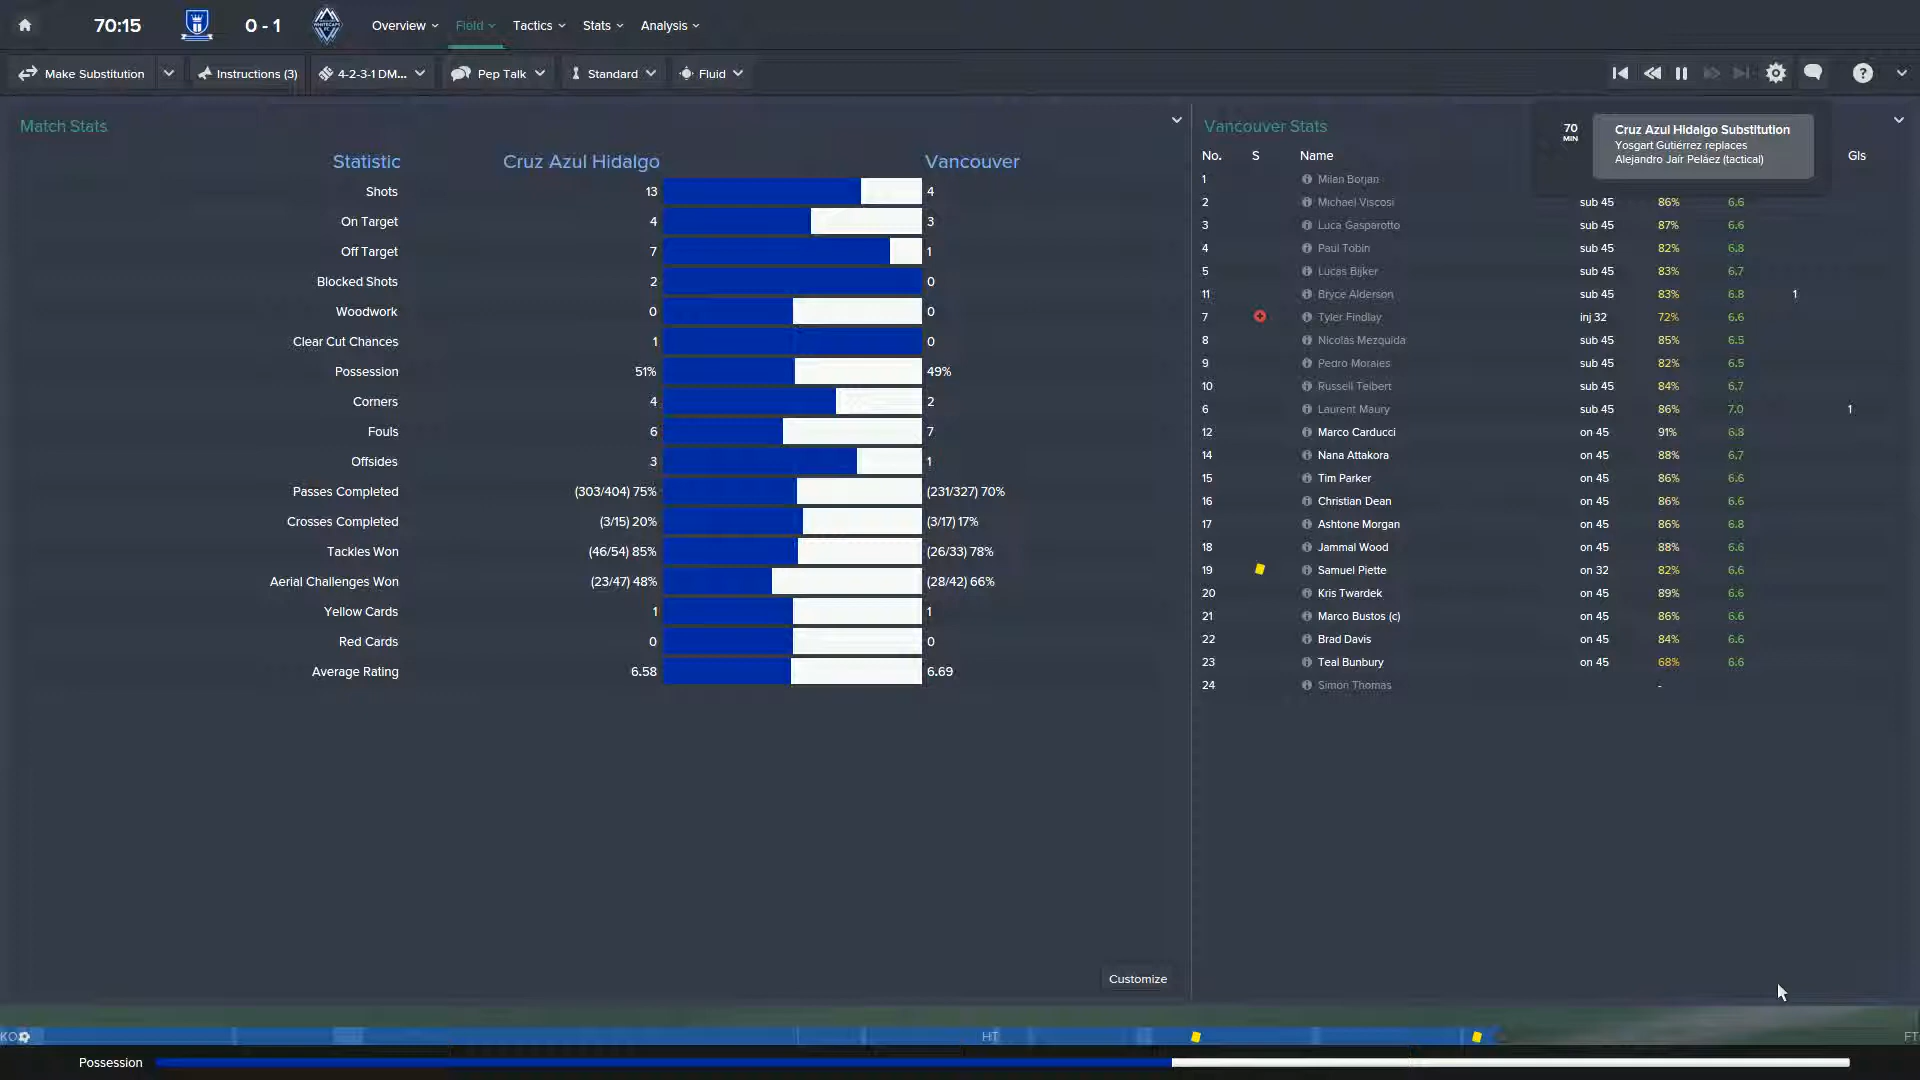 70:15 0 - 1 Overview Field Tactics Stats Analysis
Make Substitution Instructions (3) 4-2-3-1 DM... Pep Talk Standard Fluid ?
Match Stats
Statistic Cruz Azul Hidalgo Vancouver
Shots 13 4
On Target 4 3
Off Target 7 1
Blocked Shots 2 0
Woodwork 0 0
Clear Cut Chances 1 0
Possession 51% 49%
Corners 4 2
Fouls 6 7
Offsides 3 1
Passes Completed (303/404) 75% (231/327) 70%
Crosses Completed (3/15) 20% (3/17) 17%
Tackles Won (46/54) 85% (26/33) 78%
Aerial Challenges Won (23/47) 48% (28/42) 66%
Yellow Cards 1 1
Red Cards 0 0
Average Rating 6.58 6.69
Customize
Vancouver Stats
70 MIN
Cruz Azul Hidalgo Substitution
Yosgart Gutiérrez replaces
Alejandro Jaír Peláez (tactical)
No. S Name Gls
1 Milan Borjan
2 Michael Viscosi sub 45 86% 6.6
3 Luca Gasparotto sub 45 87% 6.6
4 Paul Tobin sub 45 82% 6.8
5 Lucas Bijker sub 45 83% 6.7
11 Bryce Alderson sub 45 83% 6.8 1
7 Tyler Findlay inj 32 72% 6.6
8 Nicolás Mezquida sub 45 85% 6.5
9 Pedro Morales sub 45 82% 6.5
10 Russell Teibert sub 45 84% 6.7
6 Laurent Maury sub 45 86% 7.0 1
12 Marco Carducci on 45 91% 6.8
14 Nana Attakora on 45 88% 6.7
15 Tim Parker on 45 86% 6.6
16 Christian Dean on 45 86% 6.6
17 Ashtone Morgan on 45 86% 6.8
18 Jammal Wood on 45 88% 6.6
19 Samuel Piette on 32 82% 6.6
20 Kris Twardek on 45 89% 6.6
21 Marco Bustos (c) on 45 86% 6.6
22 Brad Davis on 45 84% 6.6
23 Teal Bunbury on 45 68% 6.6
24 Simon Thomas -
KO HT FT
Possession